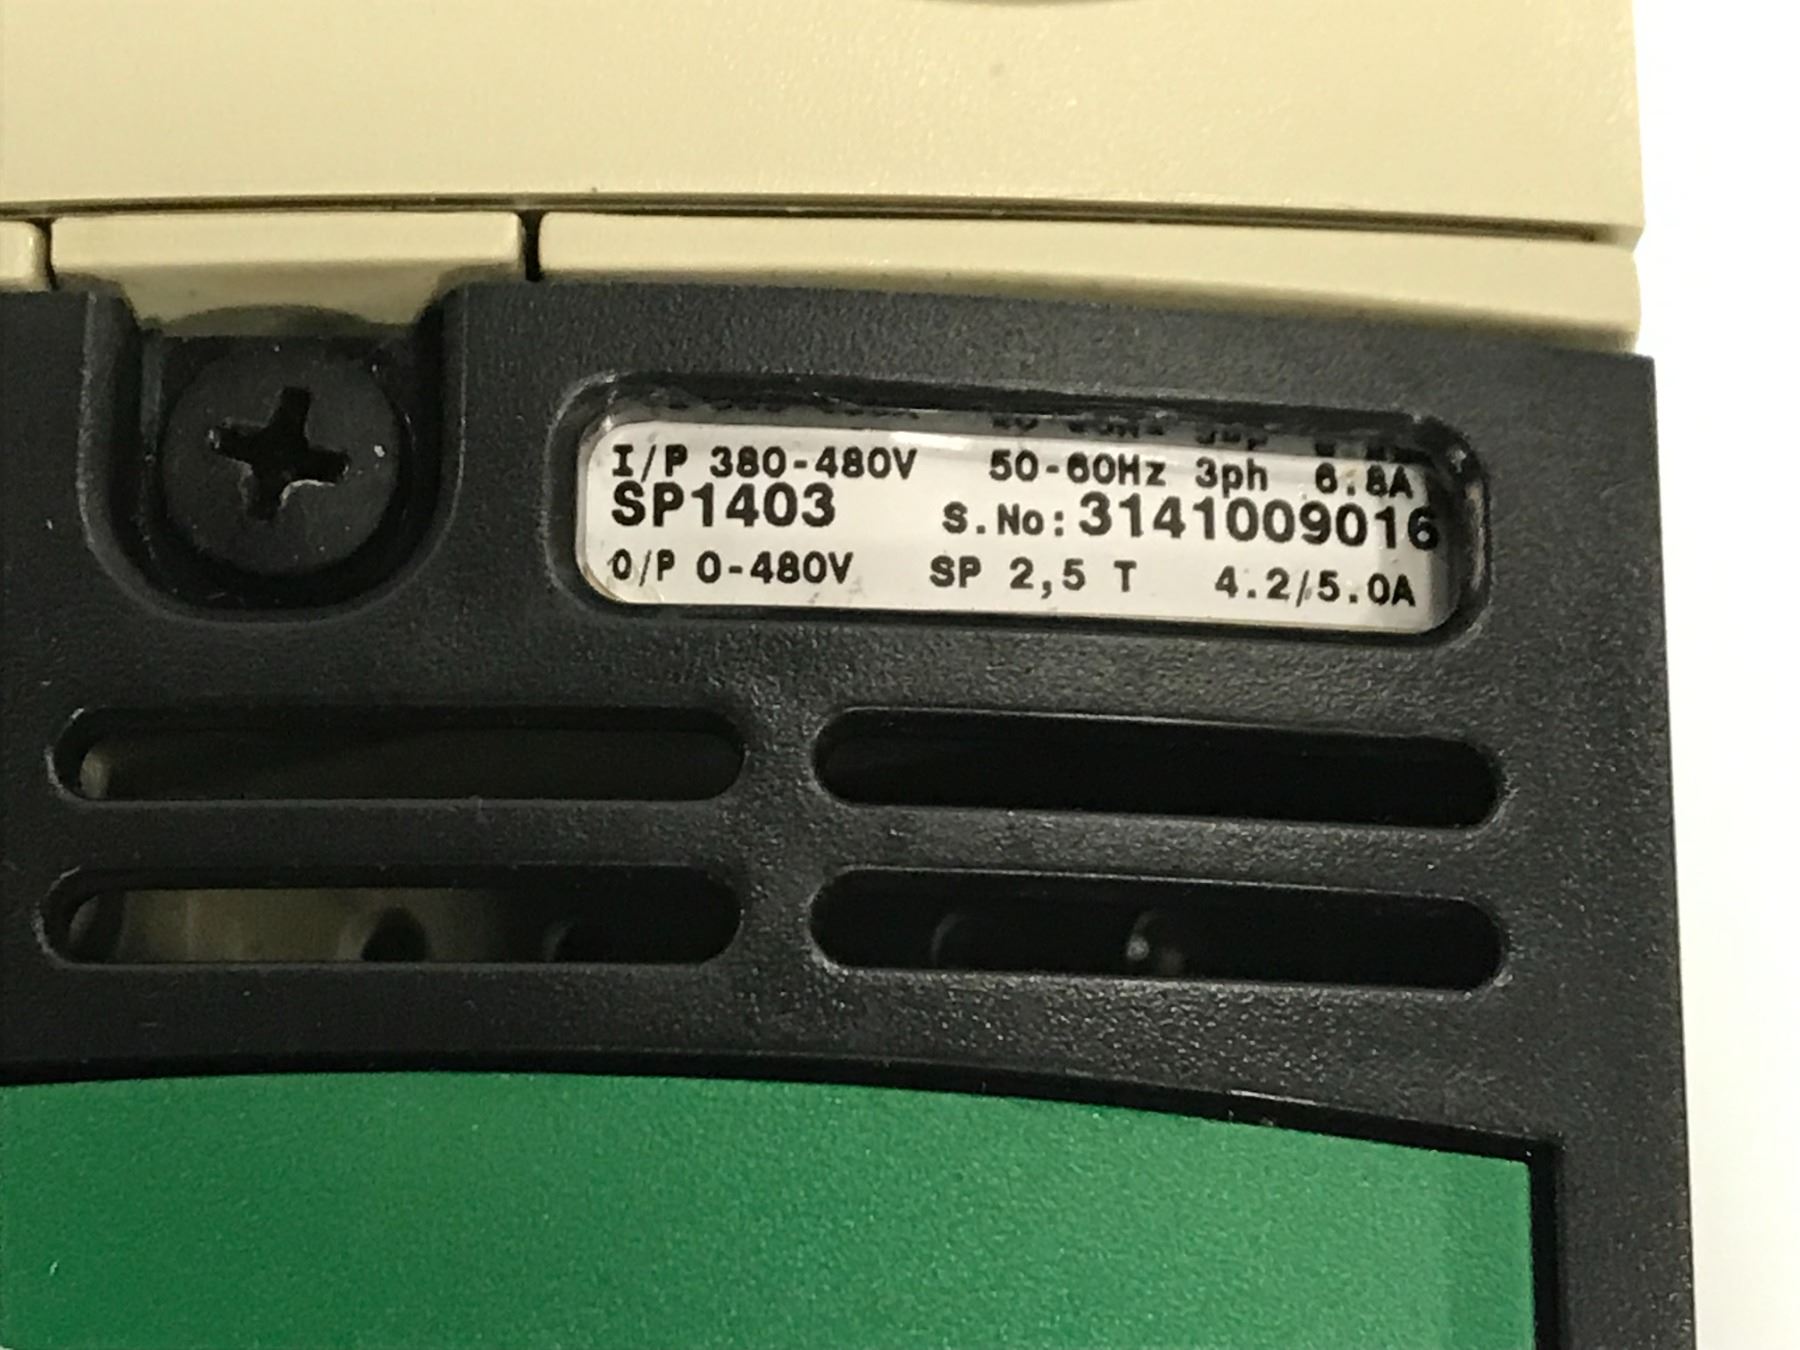 I/P 380-480V 50-60Hz 3ph 6.8A
SP1403 S.No: 3141009016
O/P 0-480V SP 2,5 T 4.2/5.0A